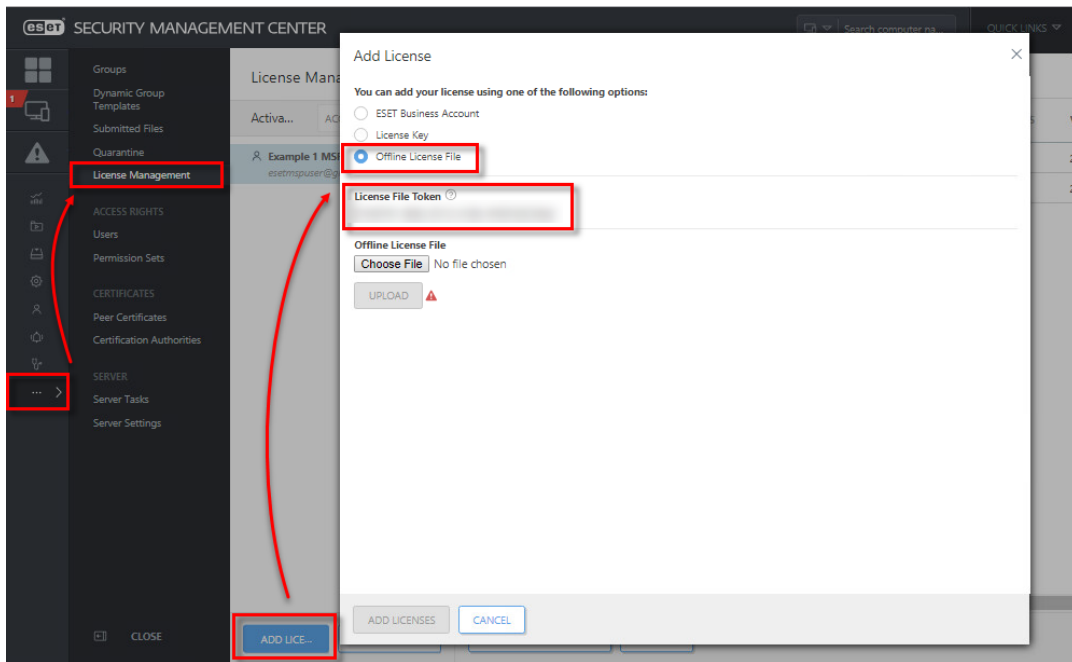 eset SECURITY MANAGEMENT CENTER
Search computer na...
QUICK LINKS
1
Groups
Dynamic Group
Templates
Submitted Files
Quarantine
License Management
ACCESS RIGHTS
Users
Permission Sets
CERTIFICATES
Peer Certificates
Certification Authorities
SERVER
Server Tasks
Server Settings
CLOSE
License Mana
Activa...
Example 1 MSP
esetmspuser@g
ADD LICE...
Add License
You can add your license using one of the following options:
ESET Business Account
License Key
Offline License File
License File Token
Offline License File
Choose File No file chosen
UPLOAD
ADD LICENSES
CANCEL